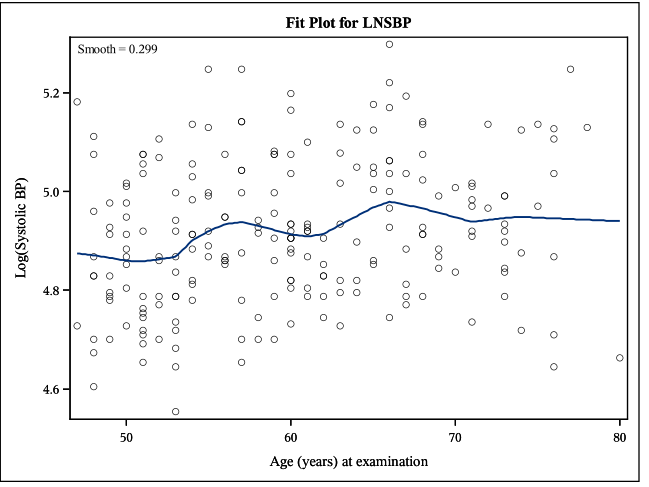 Fit Plot for LNSBP
Smooth = 0.299
5.2
5.0
4.8
4.6
Log(Systolic BP)
50
60
70
80
Age (years) at examination